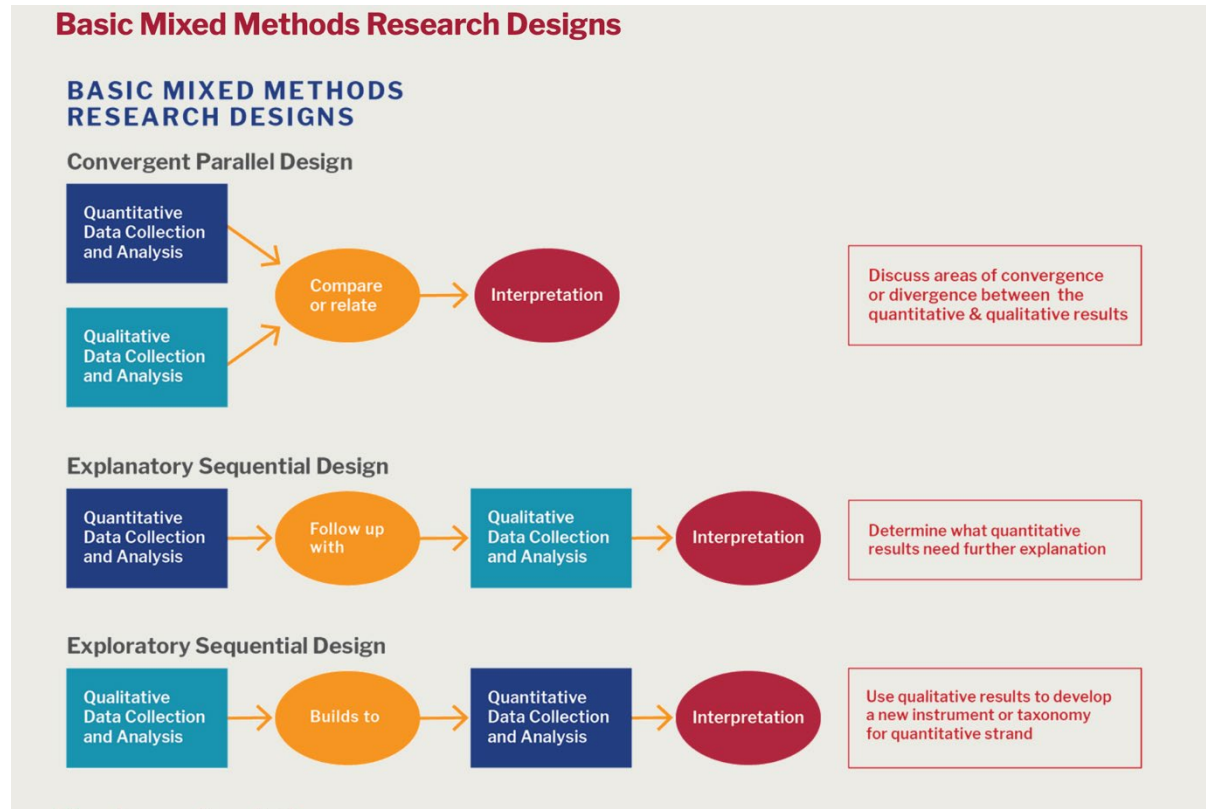 Basic Mixed Methods Research Designs
BASIC MIXED METHODS
RESEARCH DESIGNS
Convergent Parallel Design
Quantitative
Data Collection
and Analysis
Qualitative
Data Collection
and Analysis
Compare
or relate
Interpretation
Discuss areas of convergence
or divergence between the
quantitative & qualitative results
Explanatory Sequential Design
Quantitative
Data Collection
and Analysis
Follow up
with
Qualitative
Data Collection
and Analysis
Interpretation
Determine what quantitative
results need further explanation
Exploratory Sequential Design
Qualitative
Data Collection
and Analysis
Builds to
Quantitative
Data Collection
and Analysis
Interpretation
Use qualitative results to develop
a new instrument or taxonomy
for quantitative strand